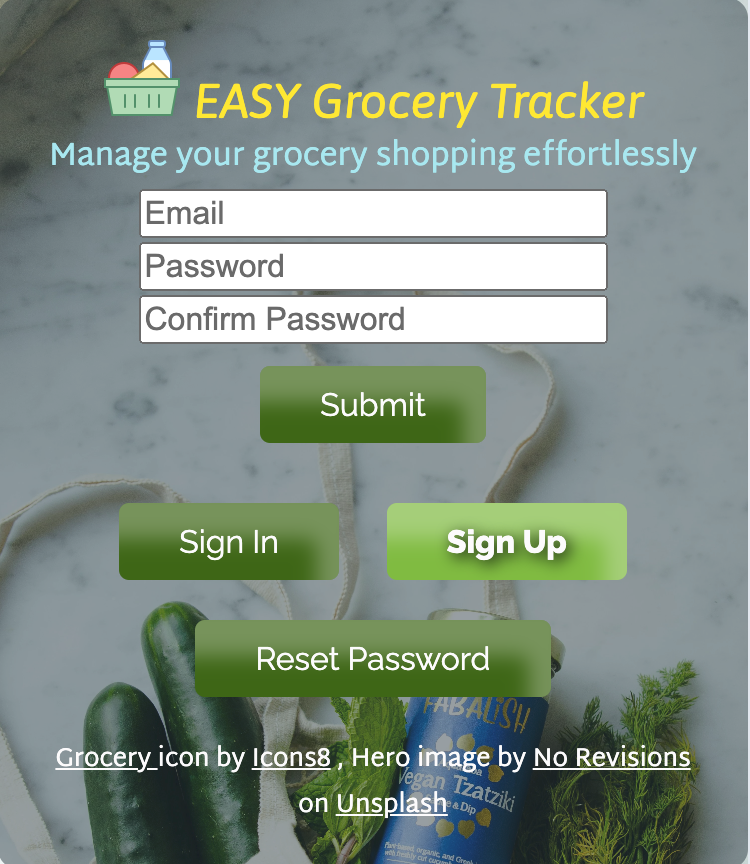 EASY Grocery Tracker
Manage your grocery shopping effortlessly
Email
Password
Confirm Password
Submit
Sign In
Sign Up
Reset Password
FABALISH
Grocery icon by Icons8 , Hero image by No Revisions
Vegan Tzatziki
on Unsplash
& Dip